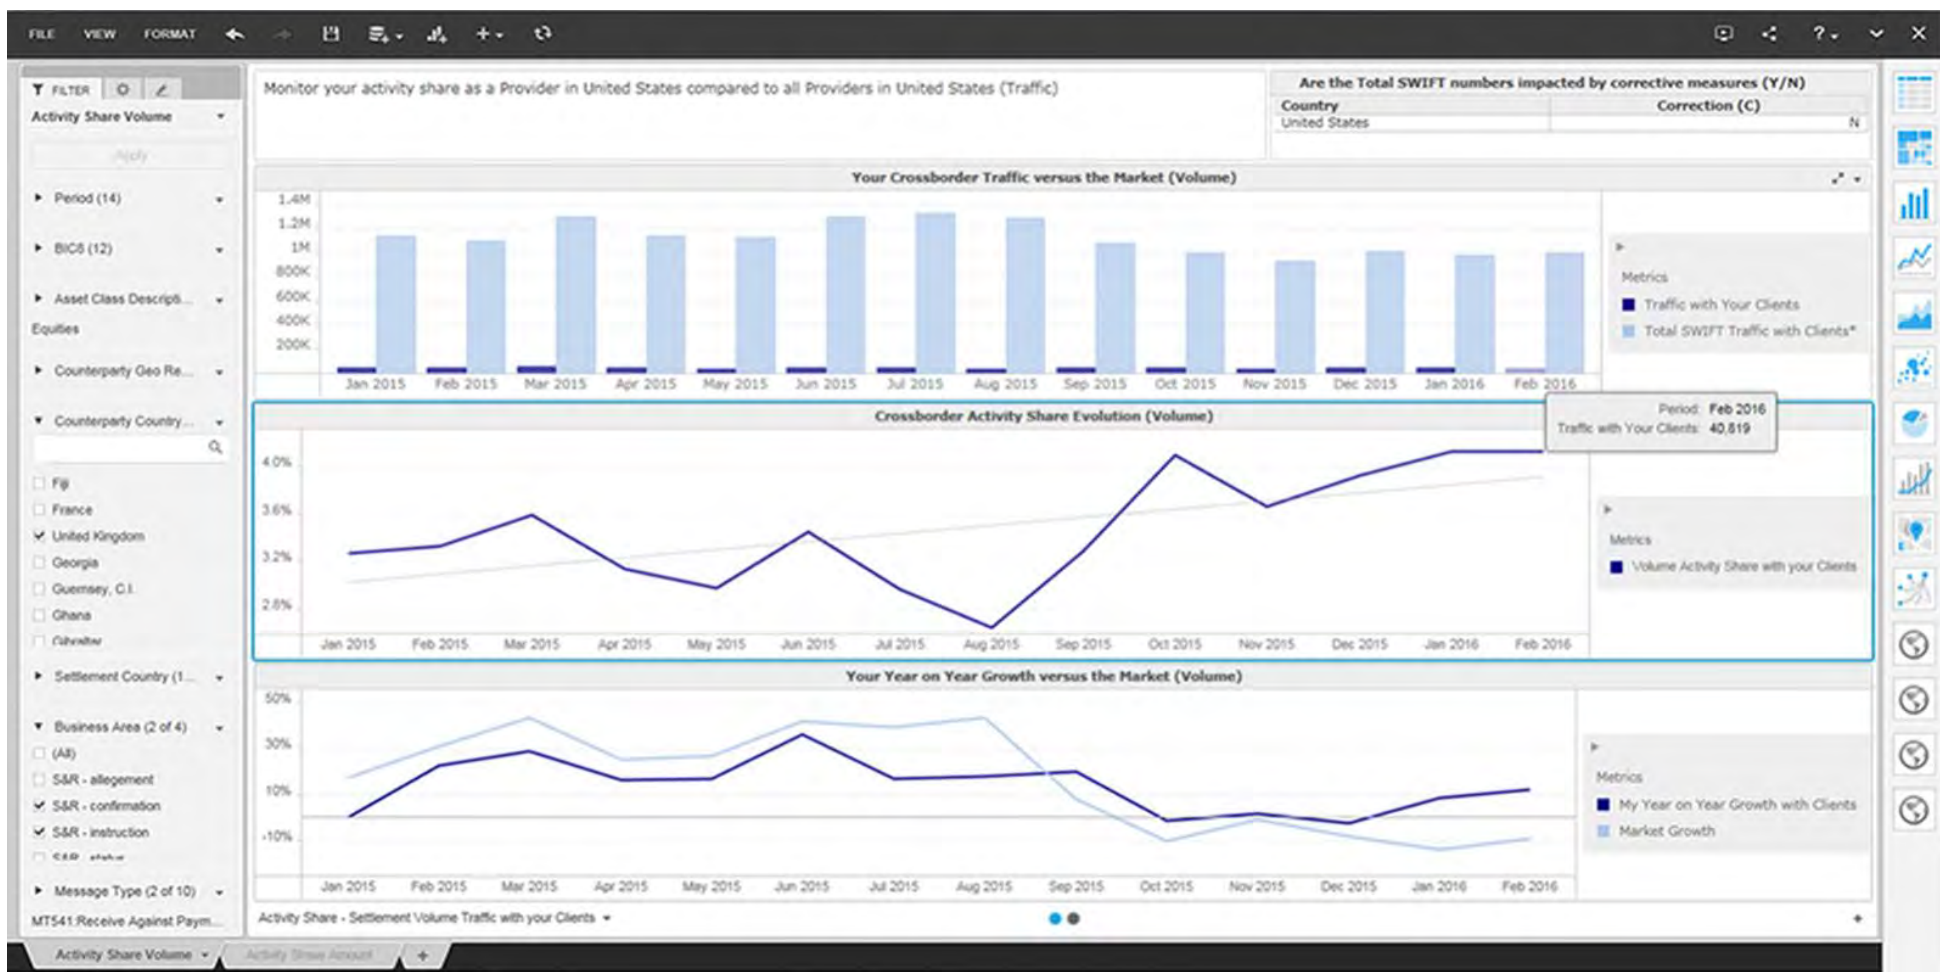 FILE VIEW FORMAT ?
FILTER
Activity Share Volume
Apply
Period (14)
BIC8 (12)
Asset Class Descripti...
Equities
Counterparty Geo Re...
Counterparty Country...
Fiji
France
United Kingdom
Georgia
Guernsey, C.I.
Ghana
Gibraltar
Settlement Country (1...
Business Area (2 of 4)
(All)
S&R - allegement
S&R - confirmation
S&R - instruction
S&R - status
Message Type (2 of 10)
MT541:Receive Against Paym...
Monitor your activity share as a Provider in United States compared to all Providers in United States (Traffic)
Are the Total SWIFT numbers impacted by corrective measures (Y/N)
Country Correction (C)
United States N
Your Crossborder Traffic versus the Market (Volume)
1.4M
1.2M
1M
800K
600K
400K
200K
Jan 2015 Feb 2015 Mar 2015 Apr 2015 May 2015 Jun 2015 Jul 2015 Aug 2015 Sep 2015 Oct 2015 Nov 2015 Dec 2015 Jan 2016 Feb 2016
Metrics
Traffic with Your Clients
Total SWIFT Traffic with Clients*
Period: Feb 2016
Traffic with Your Clients: 40,819
Crossborder Activity Share Evolution (Volume)
4.0%
3.6%
3.2%
2.8%
Jan 2015 Feb 2015 Mar 2015 Apr 2015 May 2015 Jun 2015 Jul 2015 Aug 2015 Sep 2015 Oct 2015 Nov 2015 Dec 2015 Jan 2016 Feb 2016
Metrics
Volume Activity Share with your Clients
Your Year on Year Growth versus the Market (Volume)
50%
30%
10%
-10%
Jan 2015 Feb 2015 Mar 2015 Apr 2015 May 2015 Jun 2015 Jul 2015 Aug 2015 Sep 2015 Oct 2015 Nov 2015 Dec 2015 Jan 2016 Feb 2016
Metrics
My Year on Year Growth with Clients
Market Growth
Activity Share - Settlement Volume Traffic with your Clients
Activity Share Volume Activity Share Amount +